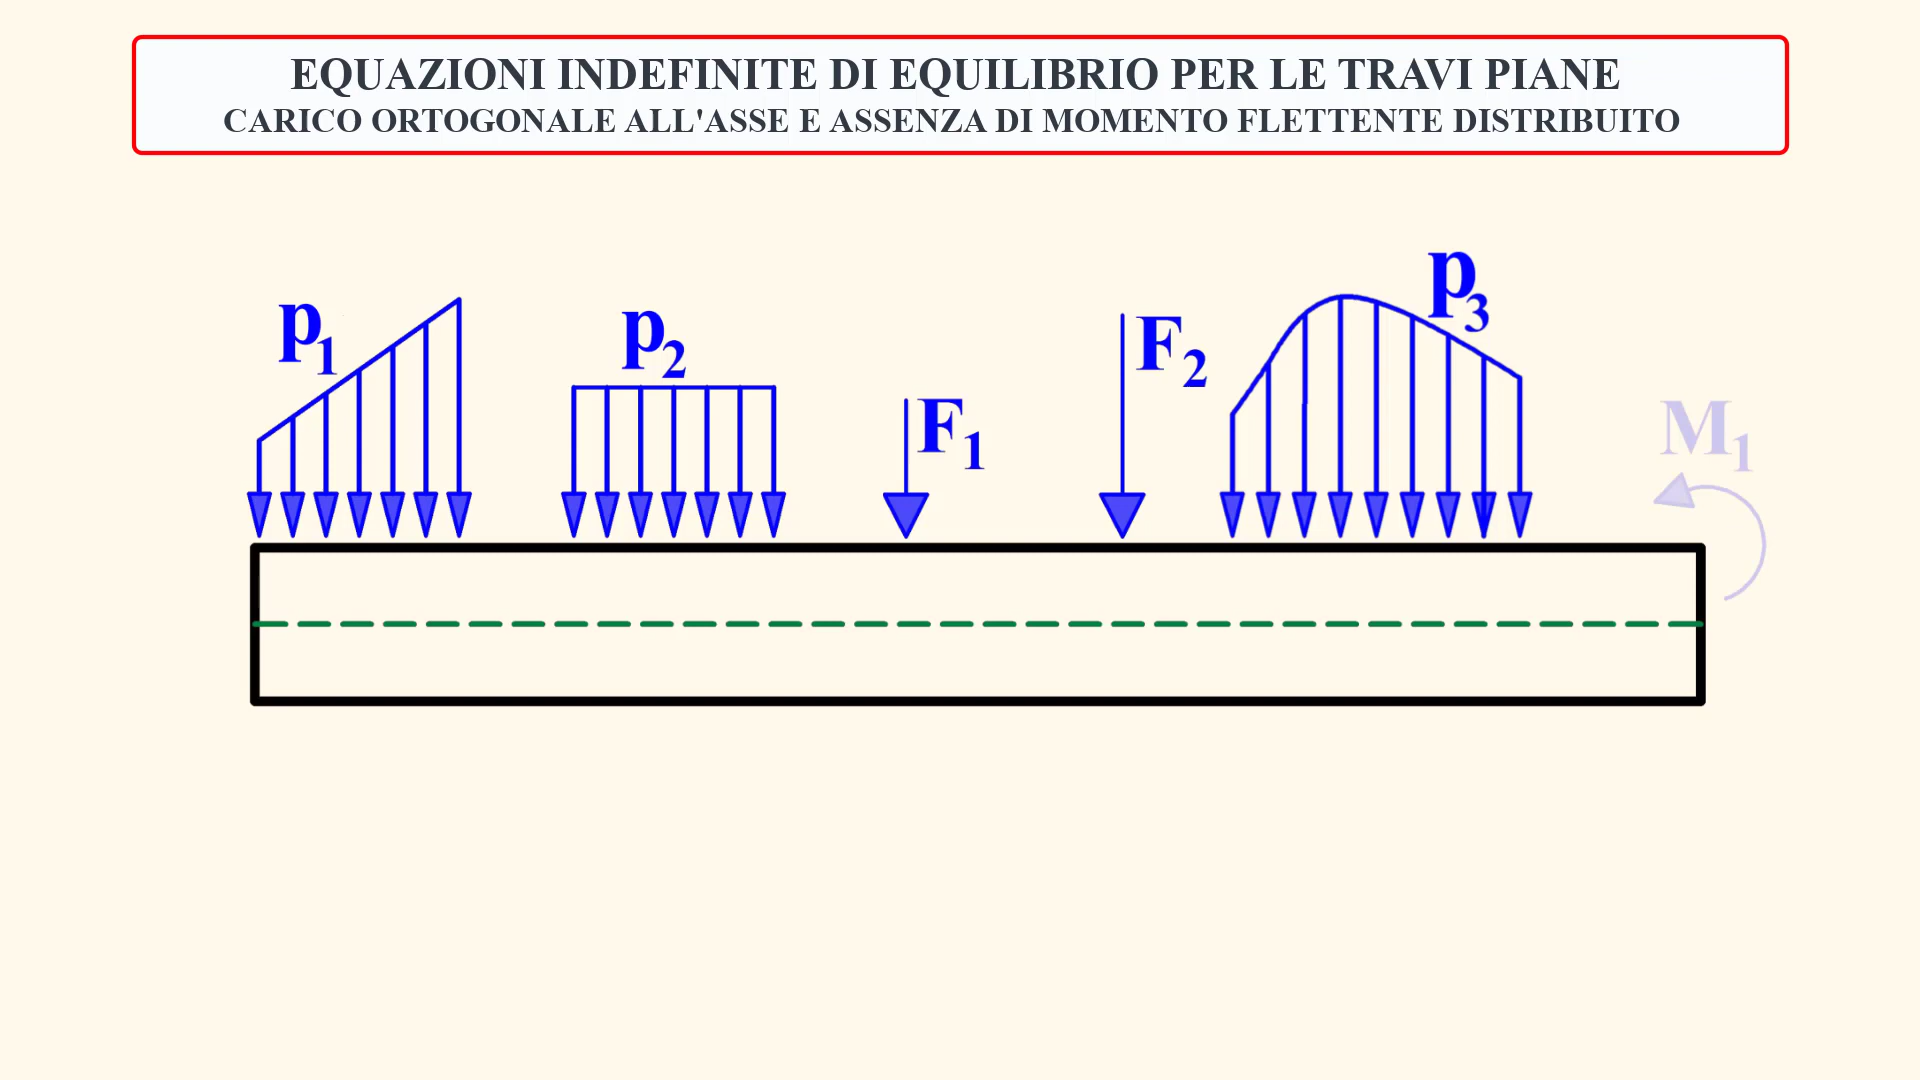 EQUAZIONI INDEFINITE DI EQUILIBRIO PER LE TRAVI PIANE
CARICO ORTOGONALE ALL'ASSE E ASSENZA DI MOMENTO FLETTENTE DISTRIBUITO
p1
p2
F1
F2
p3
M1